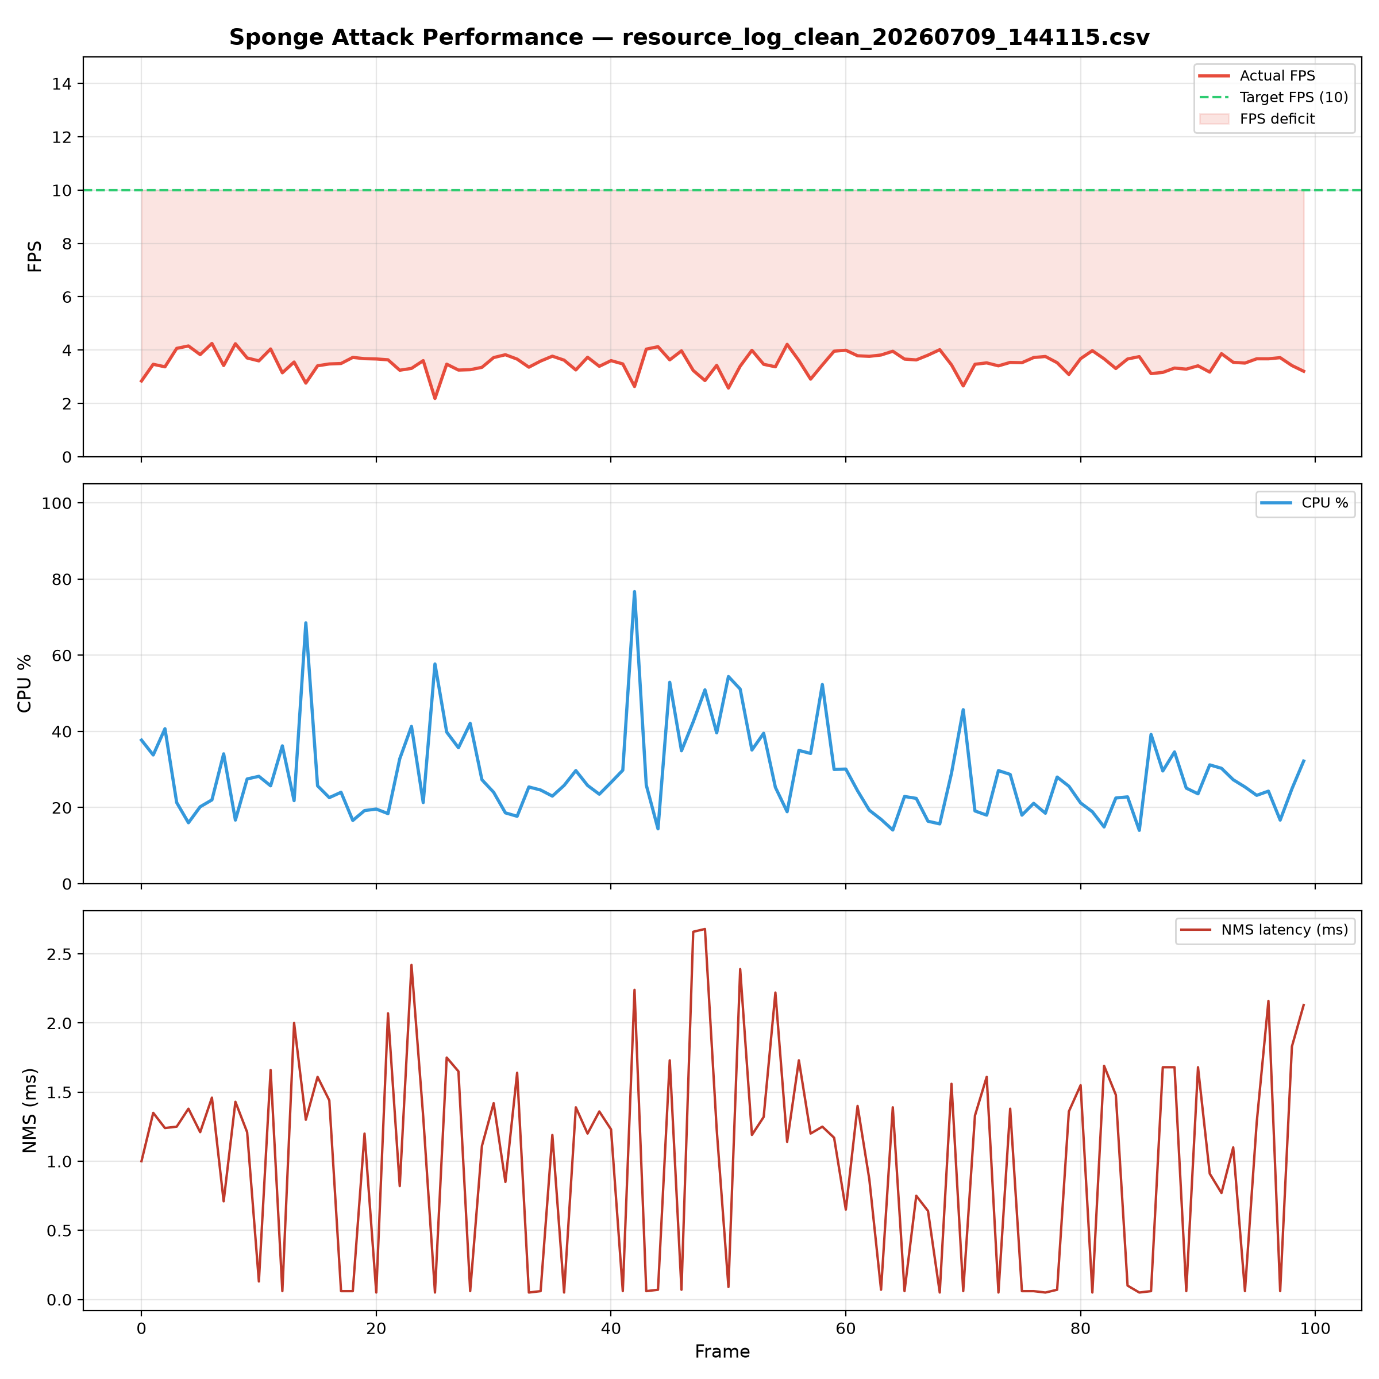 Sponge Attack Performance — resource_log_clean_20260709_144115.csv
FPS
14
12
10
8
6
4
2
0
Actual FPS
Target FPS (10)
FPS deficit
CPU %
100
80
60
40
20
0
CPU %
NMS (ms)
2.5
2.0
1.5
1.0
0.5
0.0
NMS latency (ms)
0 20 40 60 80 100
Frame